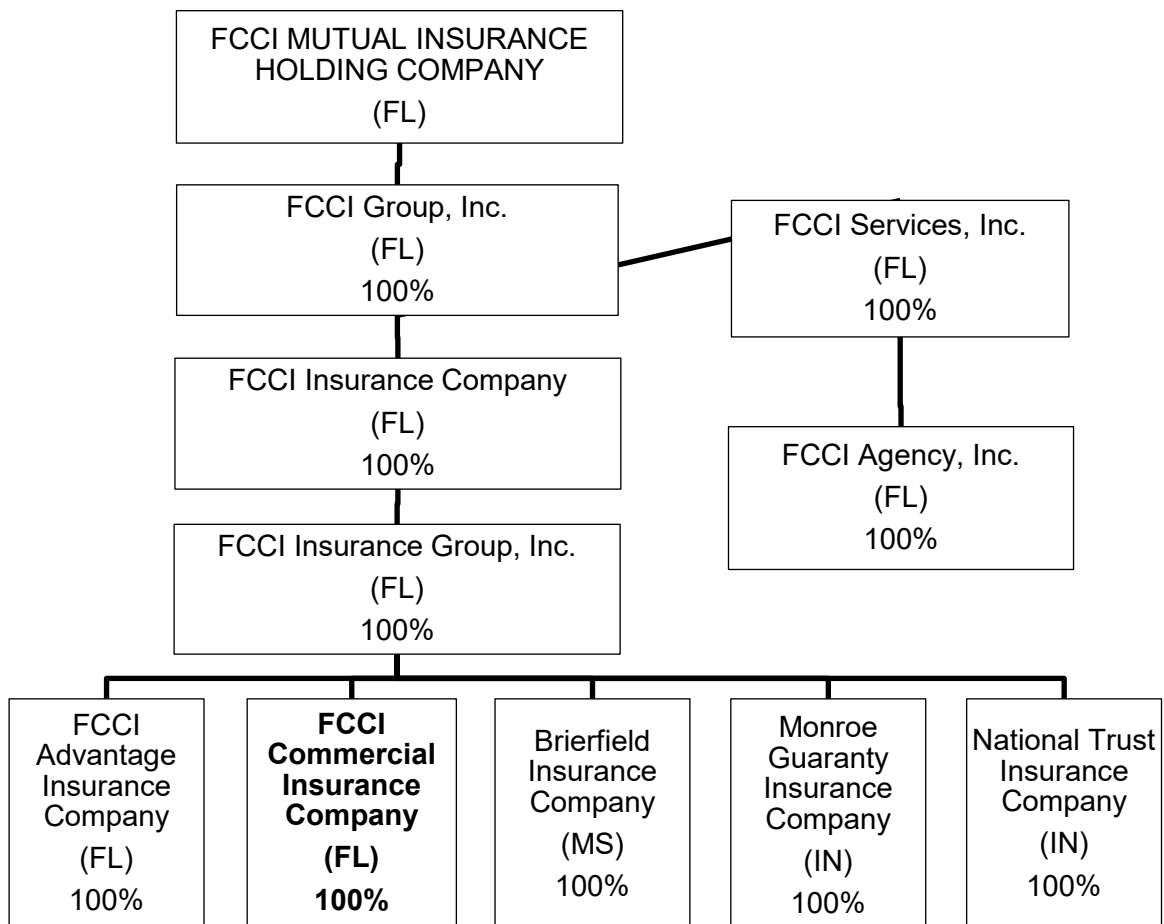 FCCI MUTUAL INSURANCE
HOLDING COMPANY
(FL)
FCCI Group, Inc.
(FL)
100%
FCCI Services, Inc.
(FL)
100%
FCCI Insurance Company
(FL)
100%
FCCI Agency, Inc.
(FL)
100%
FCCI Insurance Group, Inc.
(FL)
100%
FCCI
Advantage
Insurance
Company
(FL)
100%
FCCI
Commercial
Insurance
Company
(FL)
100%
Brierfield
Insurance
Company
(MS)
100%
Monroe
Guaranty
Insurance
Company
(IN)
100%
National Trust
Insurance
Company
(IN)
100%